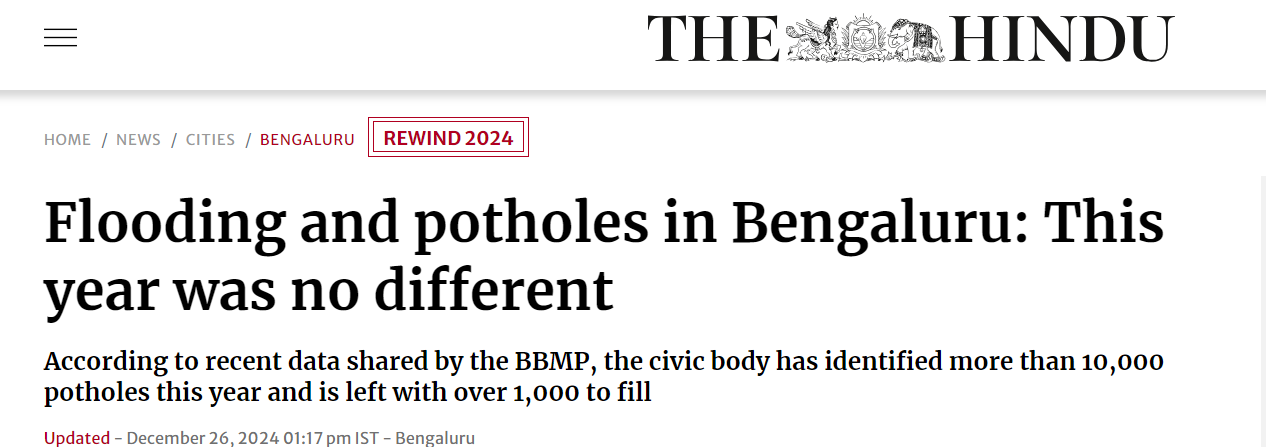 THE HINDU
HOME / NEWS / CITIES / BENGALURU REWIND 2024
Flooding and potholes in Bengaluru: This
year was no different
According to recent data shared by the BBMP, the civic body has identified more than 10,000
potholes this year and is left with over 1,000 to fill
Updated - December 26, 2024 01:17 pm IST - Bengaluru